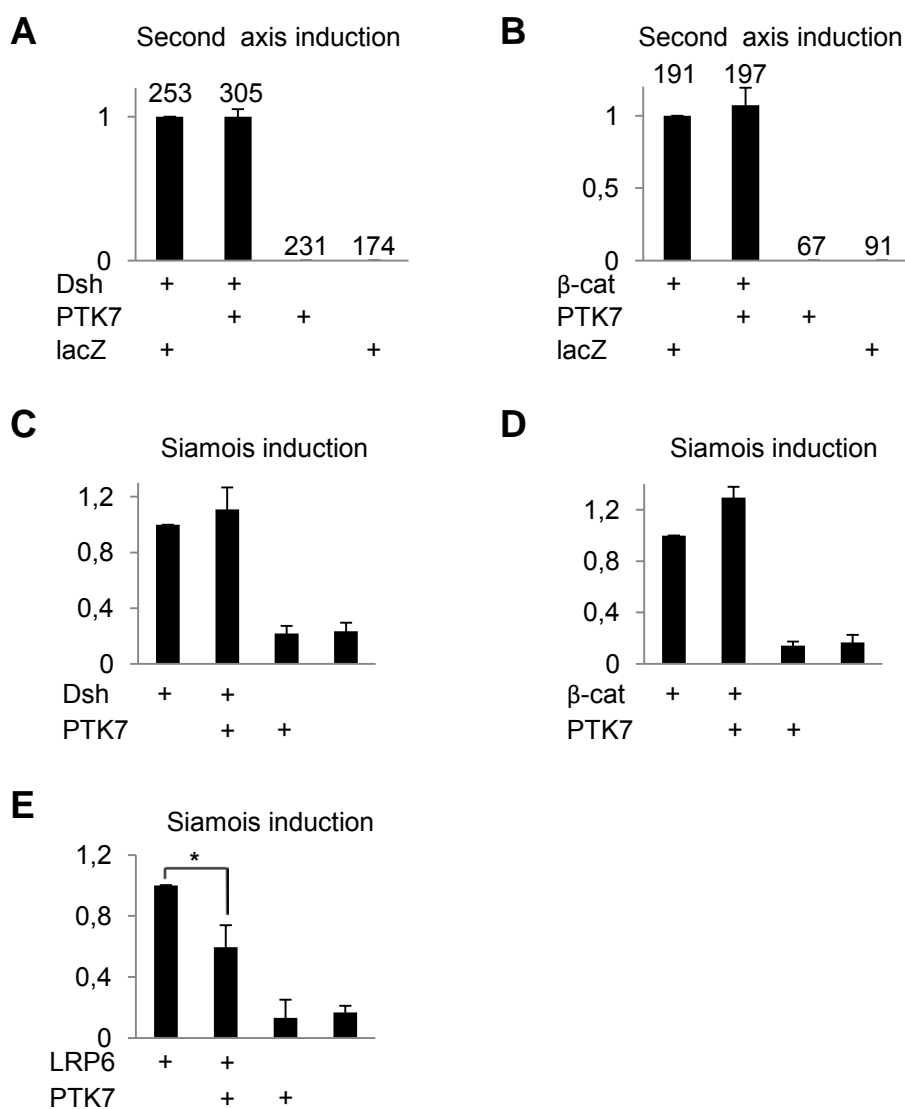 A
Second axis induction
253 305
1
231 174
0
Dsh + +
PTK7 + +
lacZ + +
B
Second axis induction
191 197
1
0,5
67 91
0
β-cat + +
PTK7 + +
lacZ + +
C
Siamois induction
1,2
0,8
0,4
0
Dsh + +
PTK7 + +
D
Siamois induction
1,2
0,8
0,4
0
β-cat + +
PTK7 + +
E
Siamois induction
1,2
*
0,8
0,4
0
LRP6 + +
PTK7 + +